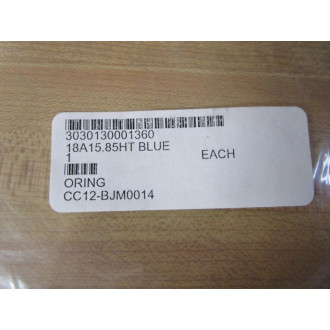 3030130001360
18A15.85HT BLUE
1 EACH
ORING
CC12-BJM0014